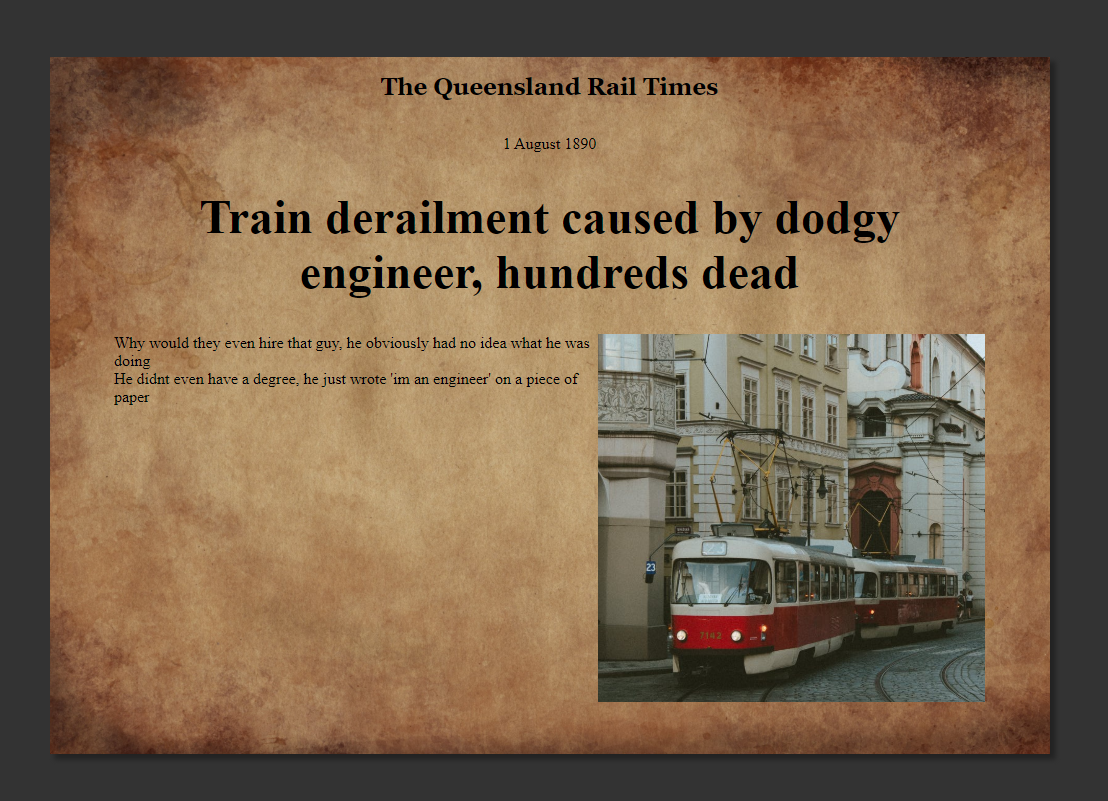 The Queensland Rail Times
1 August 1890
Train derailment caused by dodgy
engineer, hundreds dead
Why would they even hire that guy, he obviously had no idea what he was
doing
He didnt even have a degree, he just wrote 'im an engineer' on a piece of
paper
23
7142